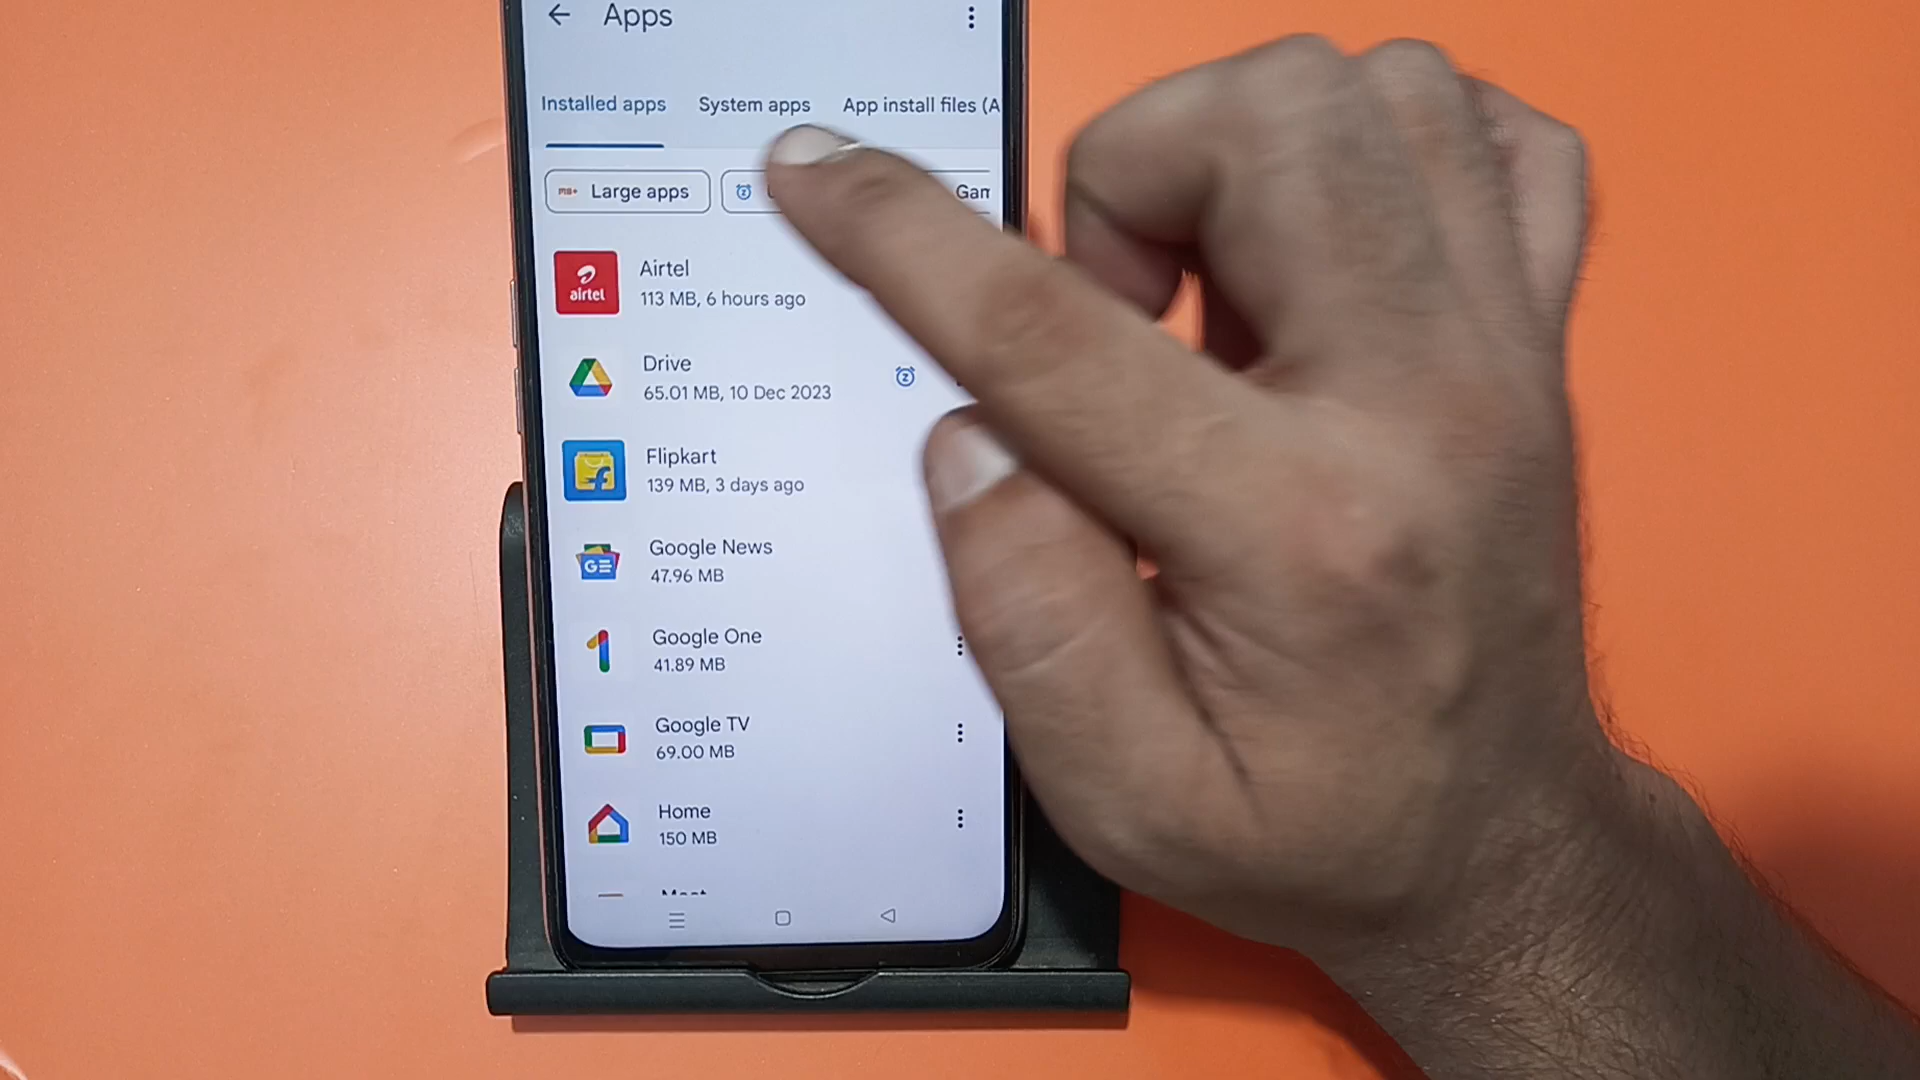 Apps
Installed apps System apps App install files (A
Large apps Gam
airtel
Airtel
113 MB, 6 hours ago
Drive
65.01 MB, 10 Dec 2023
Flipkart
139 MB, 3 days ago
GE
Google News
47.96 MB
Google One
41.89 MB
Google TV
69.00 MB
Home
150 MB